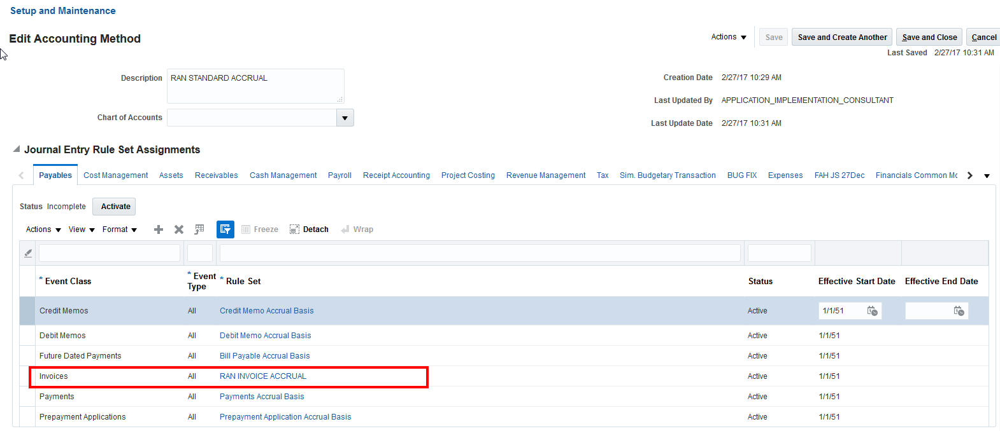 Setup and Maintenance
Edit Accounting Method
Actions Save Save and Create Another Save and Close Cancel
Last Saved 2/27/17 10:31 AM
Description RAN STANDARD ACCRUAL
Creation Date 2/27/17 10:29 AM
Last Updated By APPLICATION_IMPLEMENTATION_CONSULTANT
Chart of Accounts
Last Update Date 2/27/17 10:31 AM
Journal Entry Rule Set Assignments
Payables Cost Management Assets Receivables Cash Management Payroll Receipt Accounting Project Costing Revenue Management Tax Sim. Budgetary Transaction BUG FIX Expenses FAH JS 27Dec Financials Common Mo
Status Incomplete Activate
Actions View Format Freeze Detach Wrap
* Event Class * Event Type * Rule Set Status Effective Start Date Effective End Date
Credit Memos All Credit Memo Accrual Basis Active 1/1/51
Debit Memos All Debit Memo Accrual Basis Active 1/1/51
Future Dated Payments All Bill Payable Accrual Basis Active 1/1/51
Invoices All RAN INVOICE ACCRUAL Active 1/1/51
Payments All Payments Accrual Basis Active 1/1/51
Prepayment Applications All Prepayment Application Accrual Basis Active 1/1/51